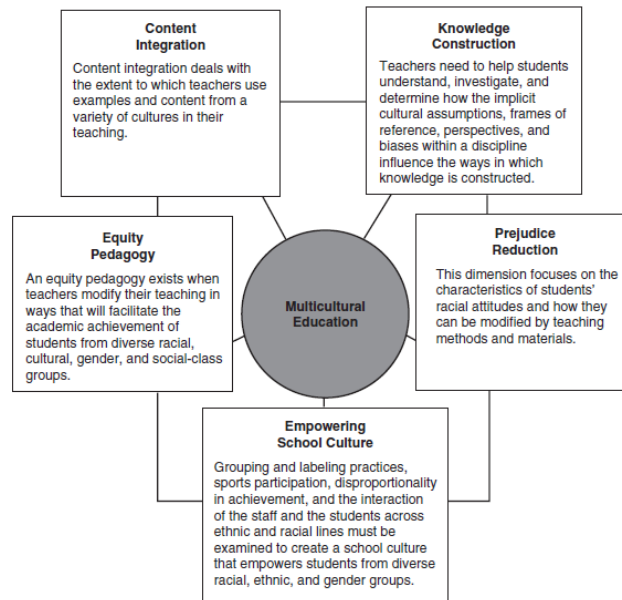 Content
Integration
Content integration deals with
the extent to which teachers use
examples and content from a
variety of cultures in their
teaching.
Knowledge
Construction
Teachers need to help students
understand, investigate, and
determine how the implicit
cultural assumptions, frames of
reference, perspectives, and
biases within a discipline
influence the ways in which
knowledge is constructed.
Equity
Pedagogy
An equity pedagogy exists when
teachers modify their teaching in
ways that will facilitate the
academic achievement of
students from diverse racial,
cultural, gender, and social-class
groups.
Multicultural
Education
Prejudice
Reduction
This dimension focuses on the
characteristics of students'
racial attitudes and how they
can be modified by teaching
methods and materials.
Empowering
School Culture
Grouping and labeling practices,
sports participation, disproportionality
in achievement, and the interaction
of the staff and the students across
ethnic and racial lines must be
examined to create a school culture
that empowers students from diverse
racial, ethnic, and gender groups.